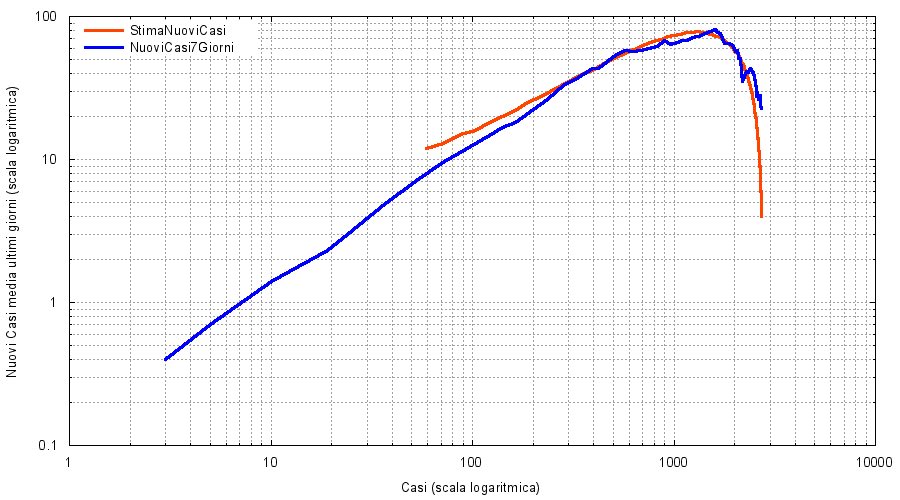 100
StimaNuoviCasi
NuoviCasi7Giorni
10
1
0.1
Nuovi Casi media ultimi giorni (scala logaritmica)
1 10 100 1000 10000
Casi (scala logaritmica)